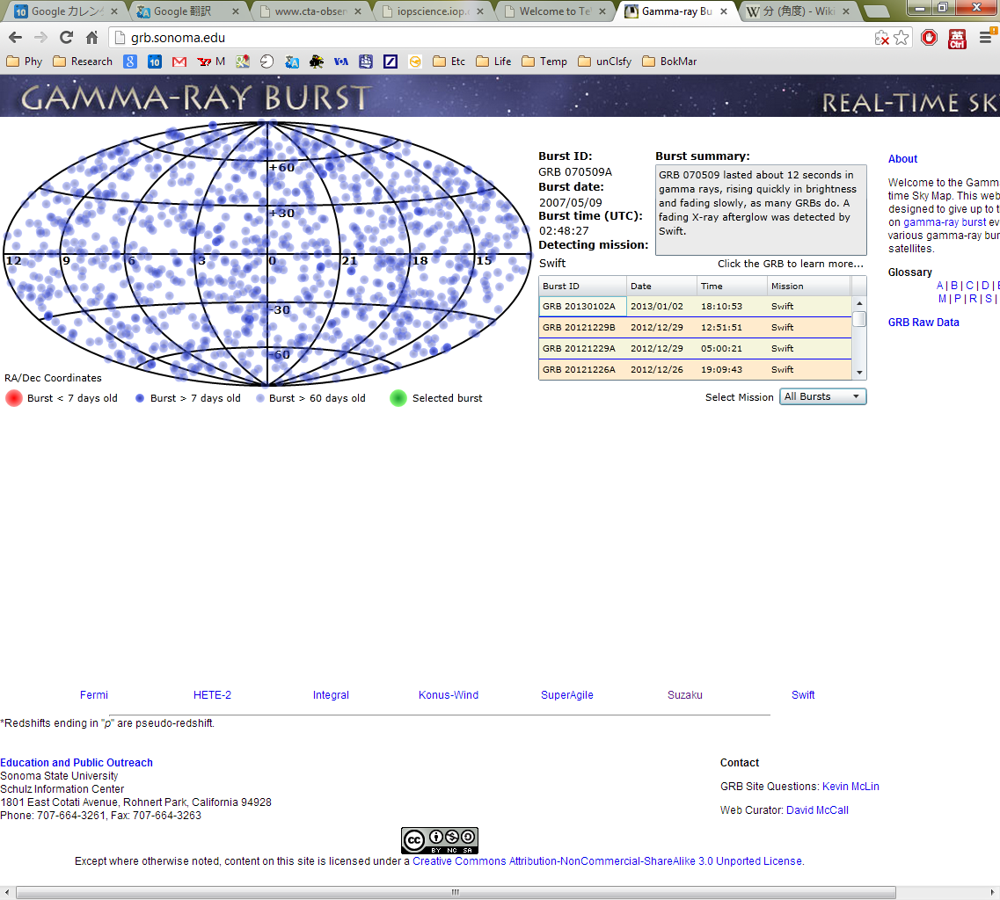 Google カレンダ
Google 翻訳
www.cta-obser
iopscience.iop.o
Welcome to Te
Gamma-ray Bu
分 (角度) - Wiki
grb.sonoma.edu
英
Ctrl
Phy
Research
10
M
VOA
Etc
Life
Temp
unClsfy
BokMar
GAMMA-RAY BURST
REAL-TIME SK
+60
+30
12 9 6 3 0 21 18 15
-30
-60
RA/Dec Coordinates
Burst < 7 days old
Burst > 7 days old
Burst > 60 days old
Selected burst
Burst ID:
GRB 070509A
Burst date:
2007/05/09
Burst time (UTC):
02:48:27
Detecting mission:
Swift
Burst summary:
GRB 070509 lasted about 12 seconds in
gamma rays, rising quickly in brightness
and fading slowly, as many GRBs do. A
fading X-ray afterglow was detected by
Swift.
Click the GRB to learn more...
Burst ID Date Time Mission
GRB 20130102A 2013/01/02 18:10:53 Swift
GRB 20121229B 2012/12/29 12:51:51 Swift
GRB 20121229A 2012/12/29 05:00:21 Swift
GRB 20121226A 2012/12/26 19:09:43 Swift
Select Mission All Bursts
About
Welcome to the Gamm
time Sky Map. This web
designed to give up to t
on gamma-ray burst ev
various gamma-ray bur
satellites.
Glossary
A | B | C | D | E
M | P | R | S |
GRB Raw Data
Fermi
HETE-2
Integral
Konus-Wind
SuperAgile
Suzaku
Swift
*Redshifts ending in "p" are pseudo-redshift.
Education and Public Outreach
Sonoma State University
Schulz Information Center
1801 East Cotati Avenue, Rohnert Park, California 94928
Phone: 707-664-3261, Fax: 707-664-3263
Contact
GRB Site Questions: Kevin McLin
Web Curator: David McCall
cc
BY NC SA
Except where otherwise noted, content on this site is licensed under a Creative Commons Attribution-NonCommercial-ShareAlike 3.0 Unported License.